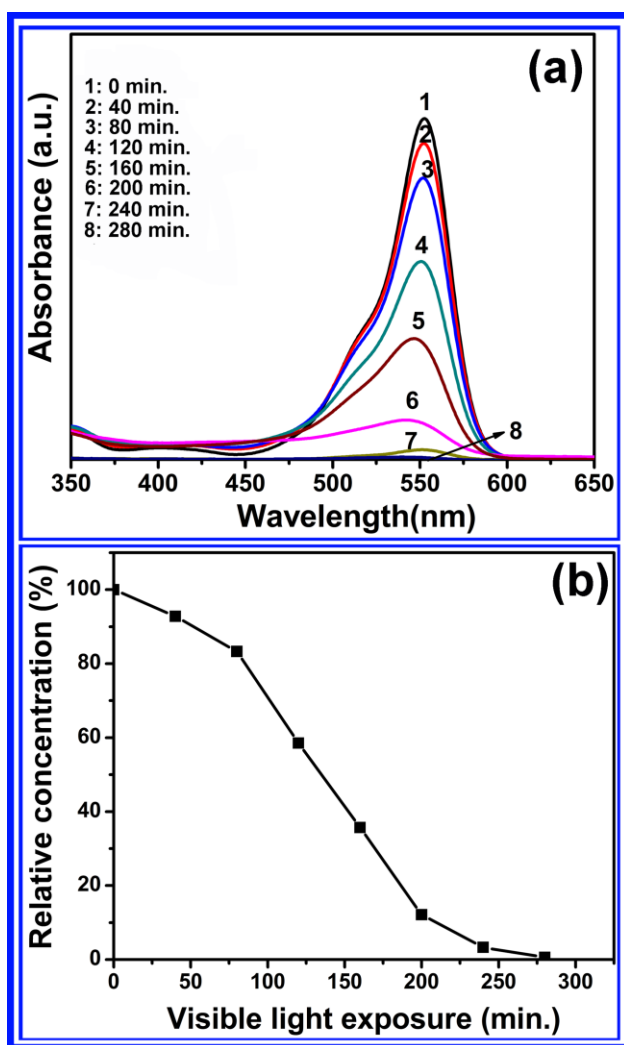 (a)
1: 0 min.
2: 40 min.
3: 80 min.
4: 120 min.
5: 160 min.
6: 200 min.
7: 240 min.
8: 280 min.
1
2
3
4
5
6
7
8
Absorbance (a.u.)
350 400 450 500 550 600 650
Wavelength(nm)
(b)
100
80
60
40
20
0
Relative concentration (%)
0 50 100 150 200 250 300
Visible light exposure (min.)